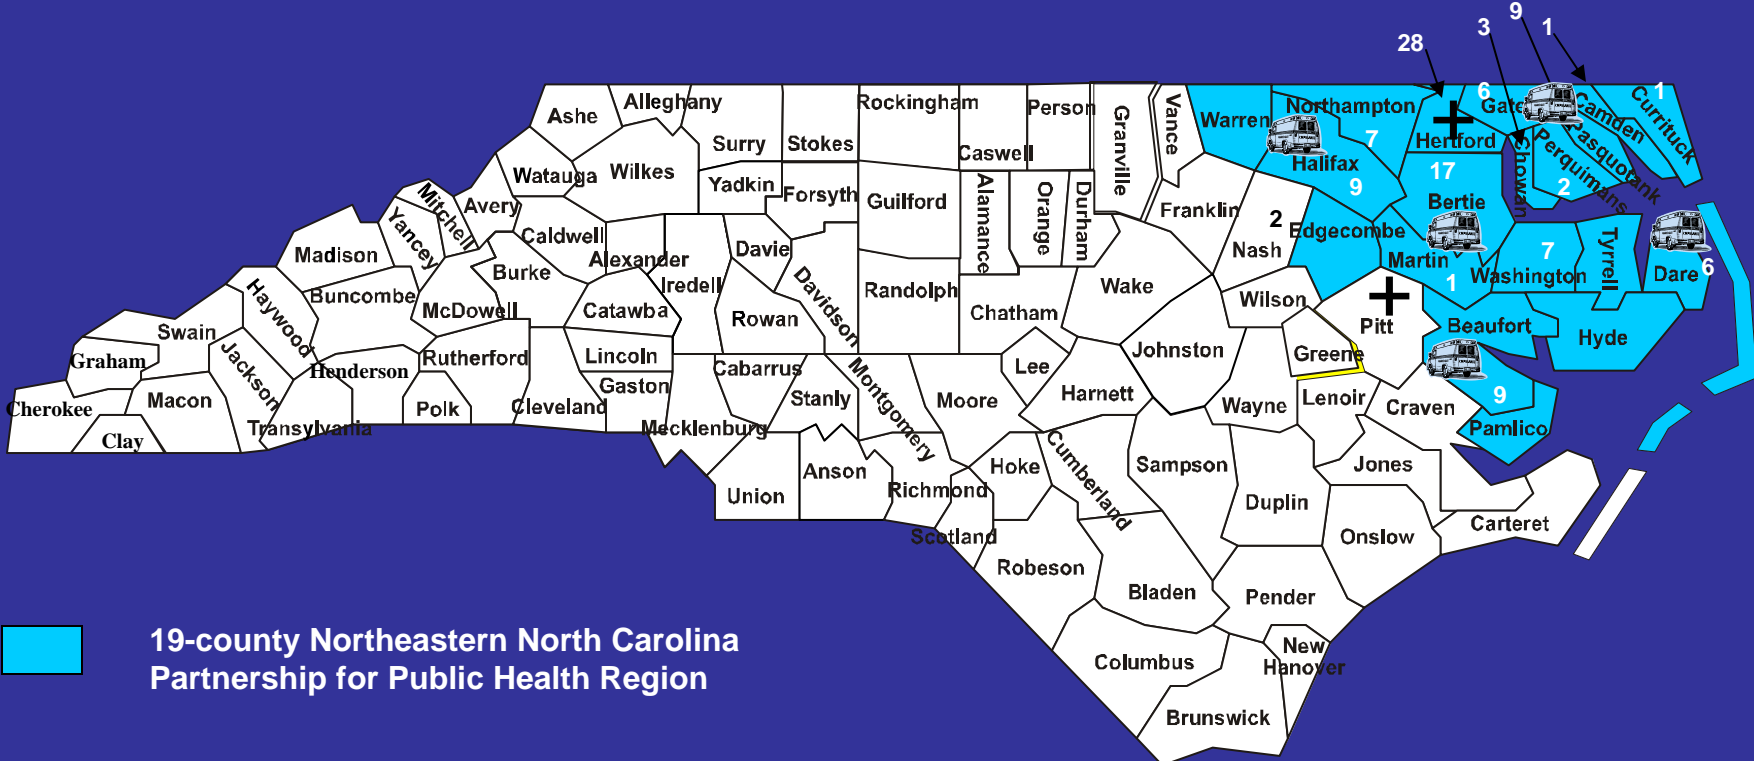 9
3
1
28
Ashe
Alleghany
Surry
Stokes
Rockingham
Caswell
Person
Granville
Vance
Warren
Northampton
7
Halifax
9
Hertford
6
Camden
Currituck
1
Pasquotank
Perquimans
2
Chowan
17
Bertie
Watauga
Wilkes
Yadkin
Forsyth
Guilford
Alamance
Orange
Durham
Franklin
2
Nash
Edgecombe
Martin
1
Washington
7
Tyrrell
Dare
6
Mitchell
Avery
Yancey
Caldwell
Alexander
Iredell
Davie
Davidson
Randolph
Chatham
Wake
Wilson
Pitt
Beaufort
Hyde
Madison
Buncombe
McDowell
Burke
Catawba
Rowan
Haywood
Swain
Graham
Jackson
Henderson
Rutherford
Lincoln
Gaston
Cabarrus
Stanly
Montgomery
Moore
Lee
Harnett
Johnston
Greene
Wayne
Lenoir
Craven
9
Pamlico
Cherokee
Macon
Clay
Transylvania
Polk
Cleveland
Mecklenburg
Union
Anson
Richmond
Scotland
Hoke
Cumberland
Sampson
Duplin
Jones
Onslow
Carteret
Robeson
Bladen
Pender
Columbus
New
Hanover
Brunswick
19-county Northeastern North Carolina
Partnership for Public Health Region